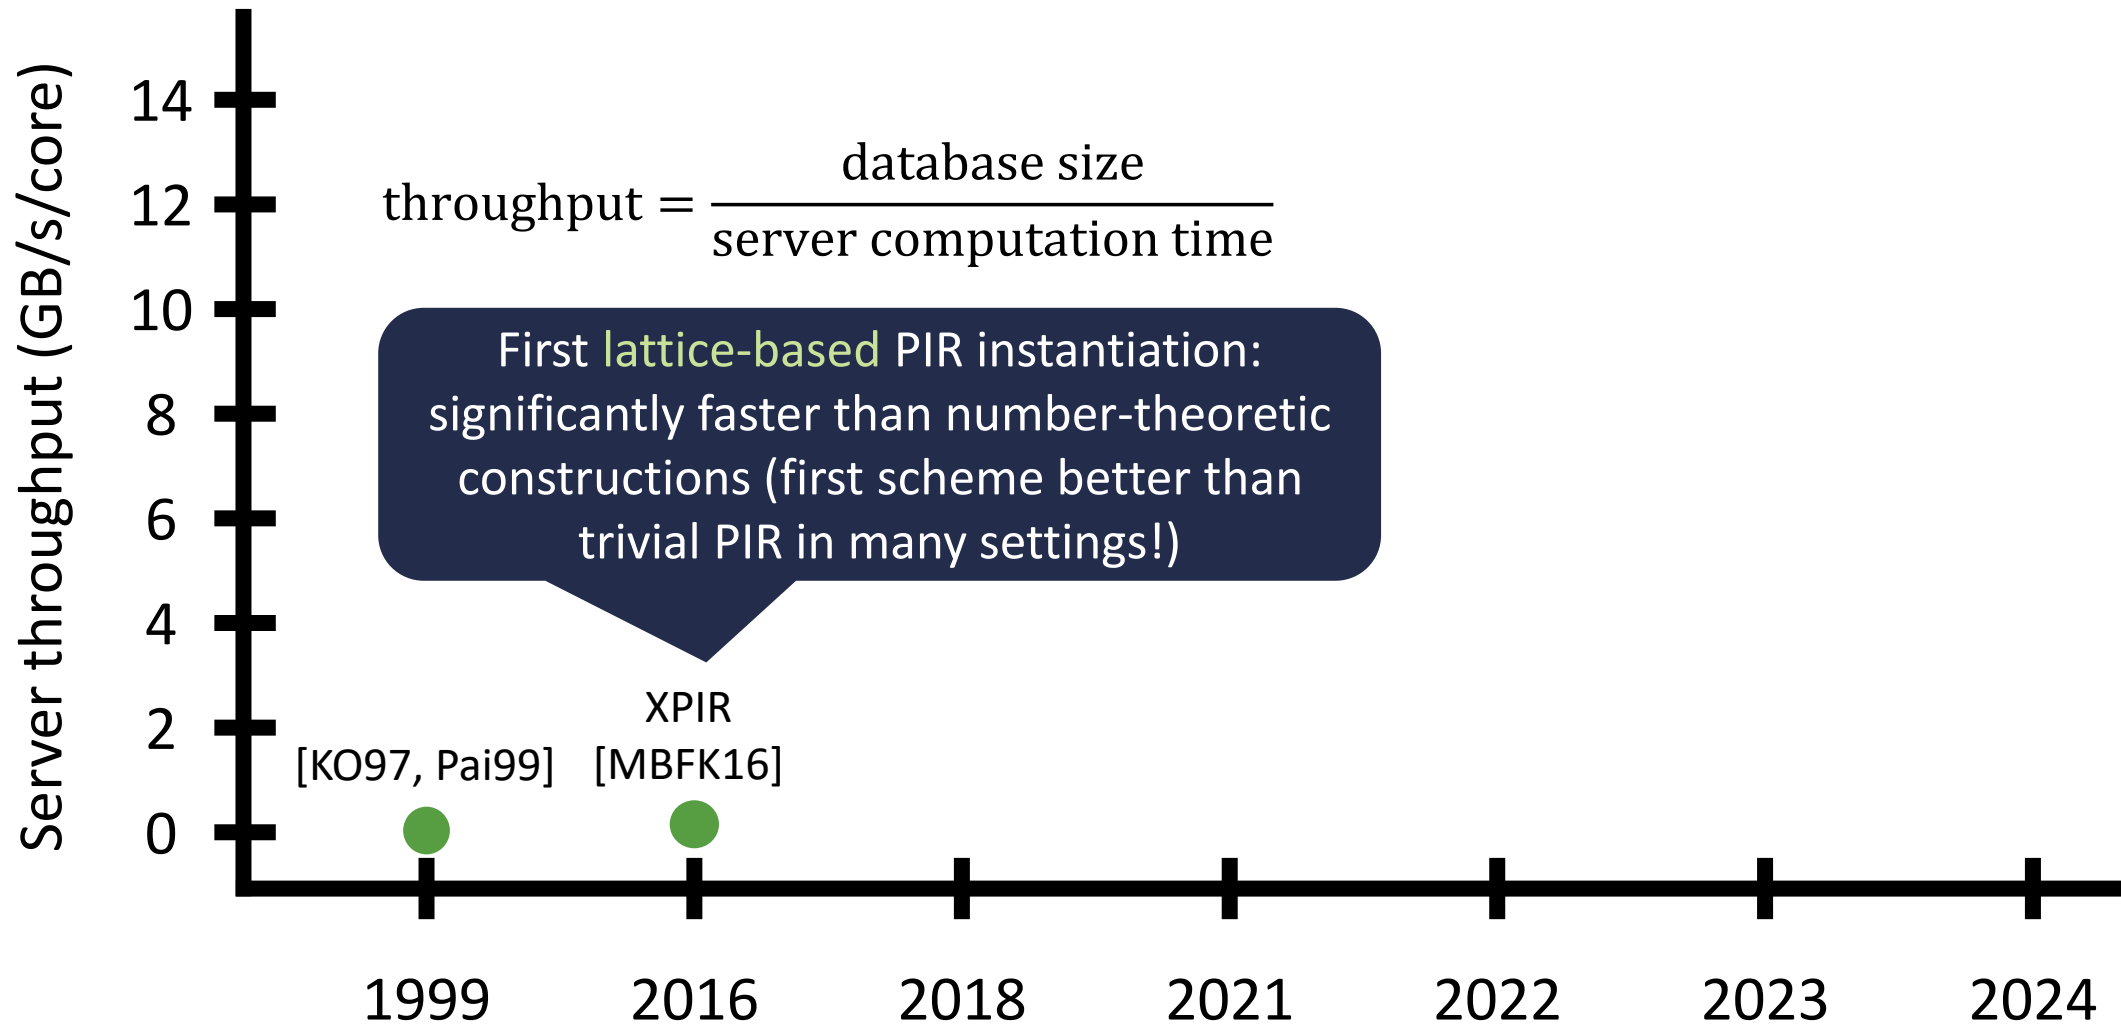 Server throughput (GB/s/core)
14
12
10
8
6
4
2
0
throughput = database size / server computation time
First lattice-based PIR instantiation:
significantly faster than number-theoretic
constructions (first scheme better than
trivial PIR in many settings!)
XPIR
[KO97, Pai99] [MBFK16]
1999 2016 2018 2021 2022 2023 2024